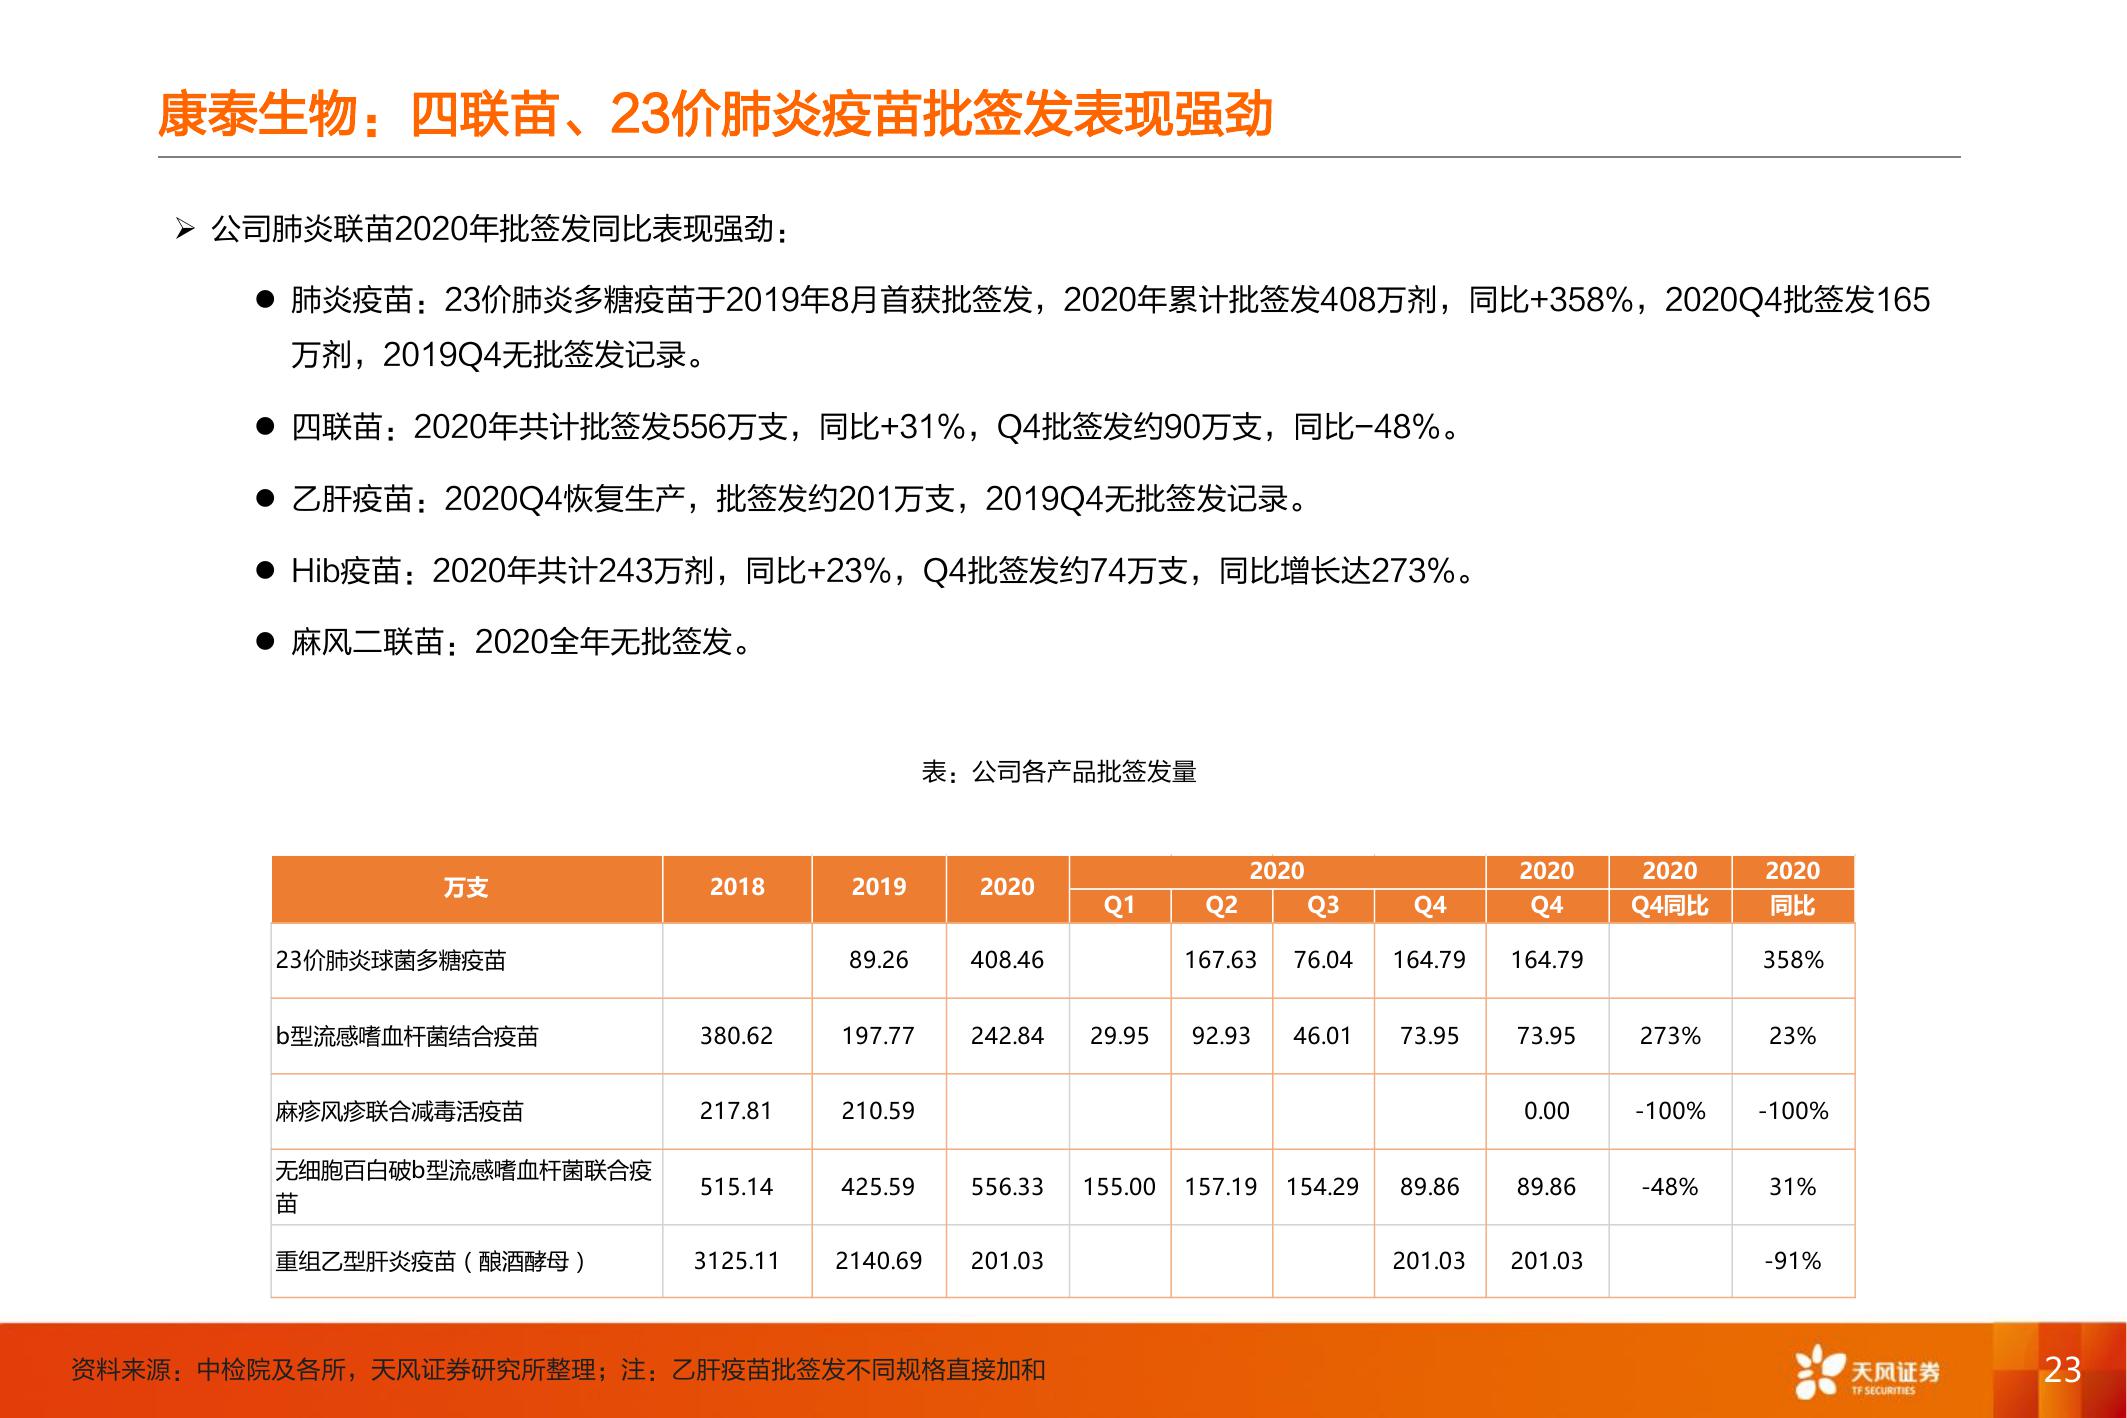 康泰生物：四联苗、23价肺炎疫苗批签发表现强劲
➢ 公司肺炎联苗2020年批签发同比表现强劲：
● 肺炎疫苗：23价肺炎多糖疫苗于2019年8月首获批签发，2020年累计批签发408万剂，同比+358%，2020Q4批签发165
万剂，2019Q4无批签发记录。
● 四联苗：2020年共计批签发556万支，同比+31%，Q4批签发约90万支，同比-48%。
● 乙肝疫苗：2020Q4恢复生产，批签发约201万支，2019Q4无批签发记录。
● Hib疫苗：2020年共计243万剂，同比+23%，Q4批签发约74万支，同比增长达273%。
● 麻风二联苗：2020全年无批签发。
表：公司各产品批签发量
万支 2018 2019 2020 2020 2020 2020 2020
Q1 Q2 Q3 Q4 Q4 Q4同比 同比
23价肺炎球菌多糖疫苗 89.26 408.46 167.63 76.04 164.79 164.79 358%
b型流感嗜血杆菌结合疫苗 380.62 197.77 242.84 29.95 92.93 46.01 73.95 73.95 273% 23%
麻疹风疹联合减毒活疫苗 217.81 210.59 0.00 -100% -100%
无细胞百白破b型流感嗜血杆菌联合疫
苗 515.14 425.59 556.33 155.00 157.19 154.29 89.86 89.86 -48% 31%
重组乙型肝炎疫苗（酿酒酵母） 3125.11 2140.69 201.03 201.03 201.03 -91%
资料来源：中检院及各所，天风证券研究所整理；注：乙肝疫苗批签发不同规格直接加和
天风证券
TF SECURITIES
23